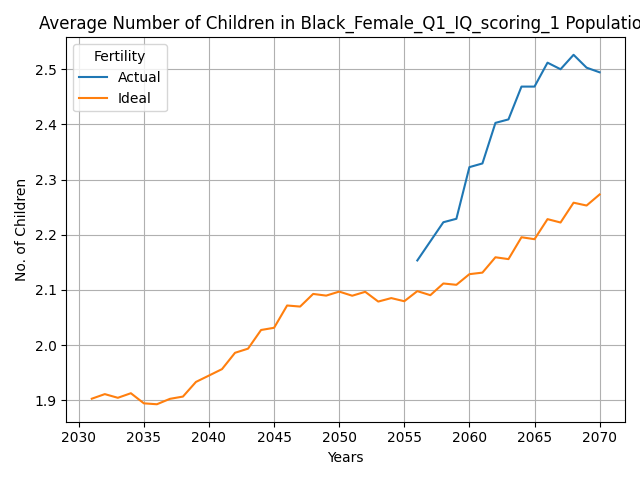 Average Number of Children in Black_Female_Q1_IQ_scoring_1 Populatio
Fertility
Actual
Ideal
No. of Children
2.5
2.4
2.3
2.2
2.1
2.0
1.9
2030 2035 2040 2045 2050 2055 2060 2065 2070
Years